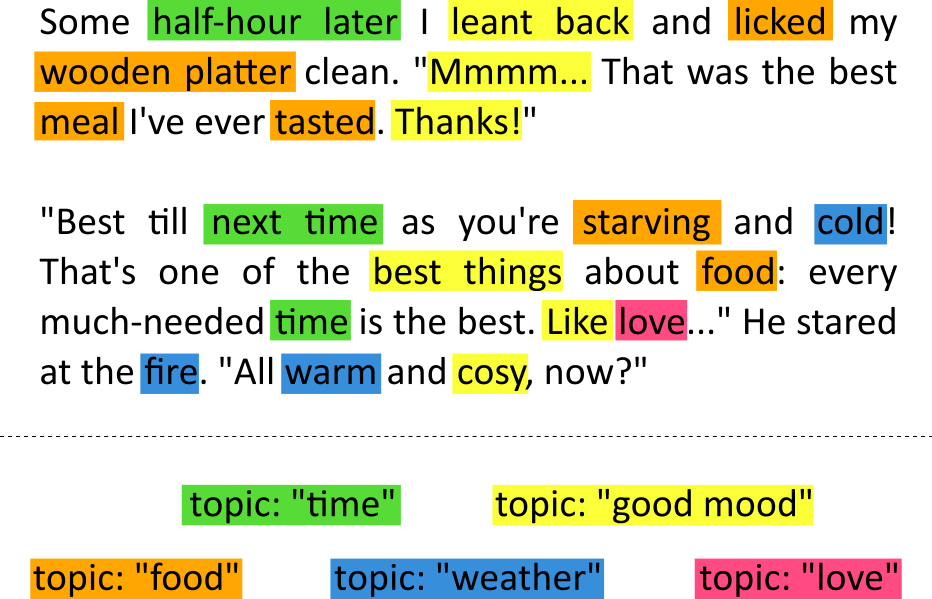 Some half-hour later I leant back and licked my
wooden platter clean. "Mmmm... That was the best
meal I've ever tasted. Thanks!"
"Best till next time as you're starving and cold!
That's one of the best things about food: every
much-needed time is the best. Like love..." He stared
at the fire. "All warm and cosy, now?"
topic: "time" topic: "good mood"
topic: "food" topic: "weather" topic: "love"